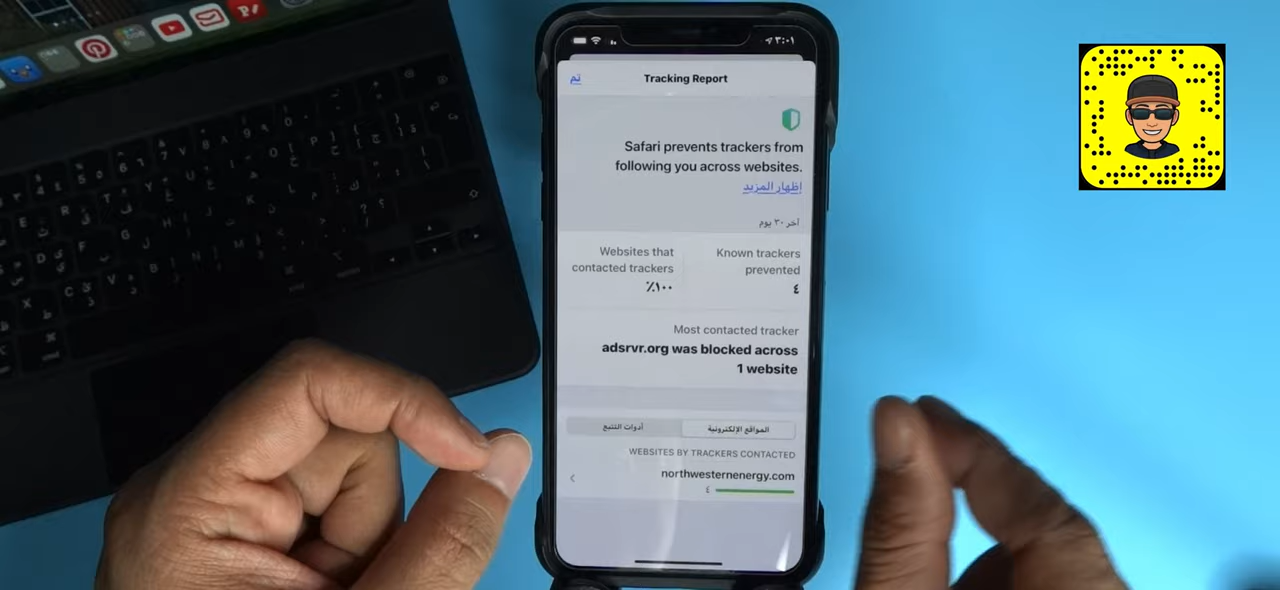 ٣:٠١
تم
Tracking Report
Safari prevents trackers from
following you across websites.
إظهار المزيد
آخر ٣٠ يوم
Known trackers
prevented
٤
Websites that
contacted trackers
٪١٠٠
Most contacted tracker
adsrvr.org was blocked across
1 website
المواقع الإلكترونية
أدوات التتبع
WEBSITES BY TRACKERS CONTACTED
northwesternenergy.com
٤